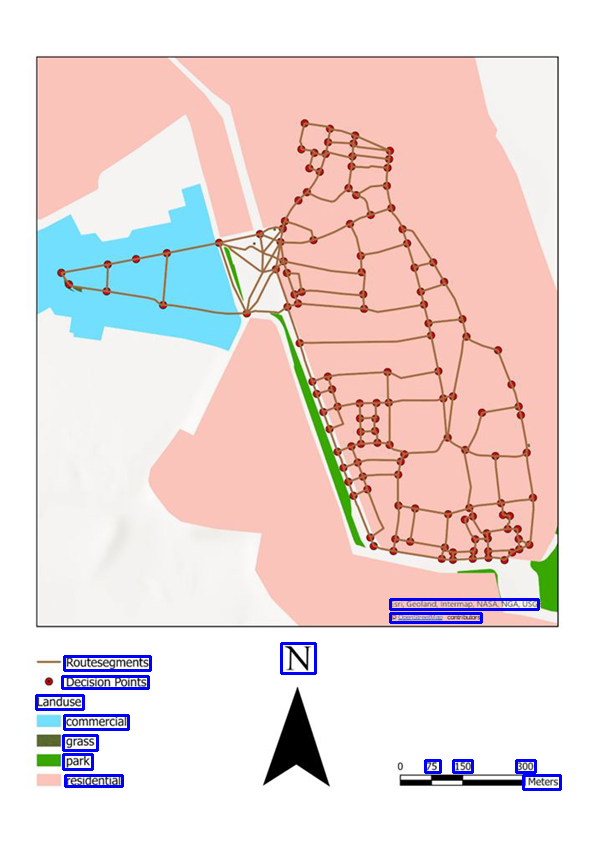 Esri, Geoland, Intermap, NASA, NGA, USGS
© OpenStreetMap contributors
N
Routesegments
Decision Points
Landuse
commercial
grass
park
residential
0 75 150 300
Meters